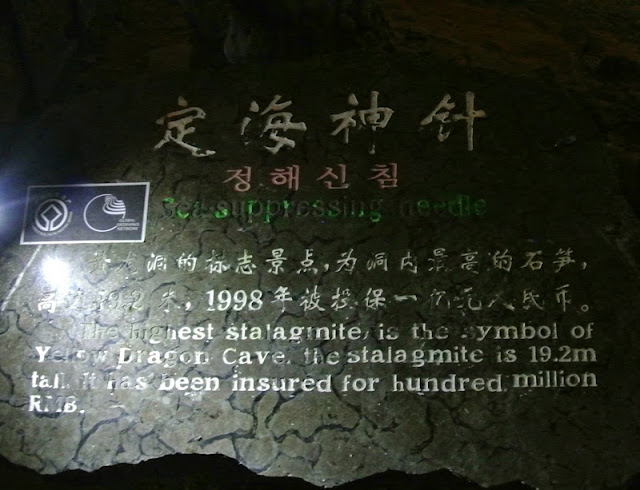 定海神针
정해신침
Sea-suppressing needle
龙洞的标志景点，为洞内最高的石笋，
高 19.2 米，1998年被投保一亿元人民币。
The highest stalagmite, is the symbol of
Yellow Dragon Cave. the stalagmite is 19.2m
tall. It has been insured for hundred million
RMB.